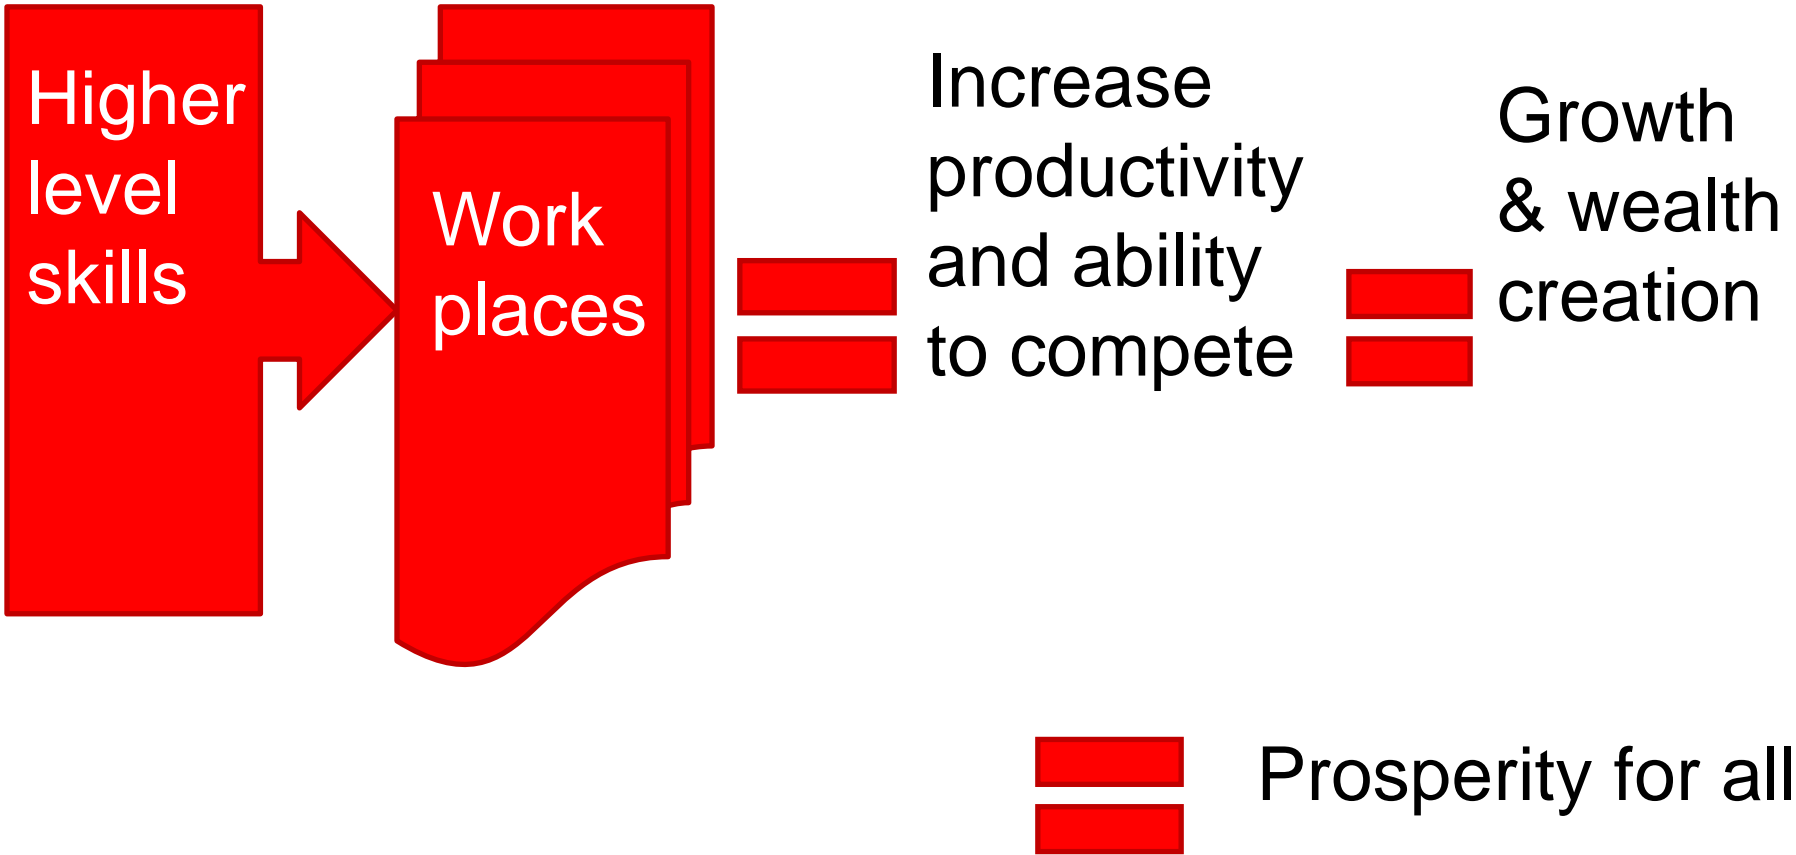 Higher
level
skills
Work
places
Increase
productivity
and ability
to compete
Growth
& wealth
creation
Prosperity for all